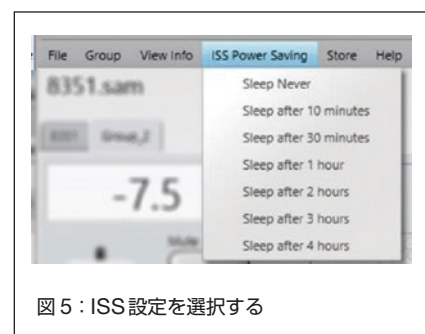 File Group View Info ISS Power Saving Store Help
8351.sam
Sleep Never
Sleep after 10 minutes
Group_2
Sleep after 30 minutes
Sleep after 1 hour
-7.5
Sleep after 2 hours
Sleep after 3 hours
Mute
Sleep after 4 hours
図5：ISS設定を選択する